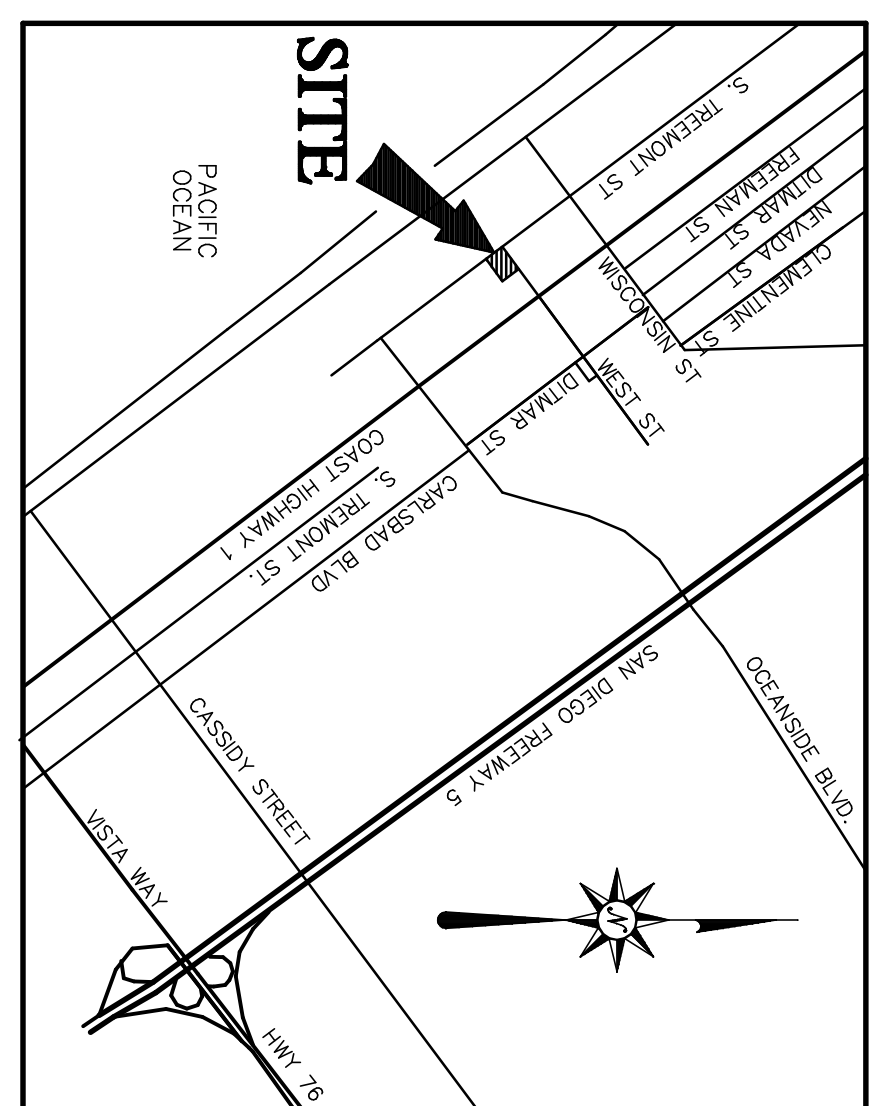 SITE
PACIFIC
OCEAN
S. TREEMONT ST
FREEMAN ST
DITMAR ST
NEVADA ST
CLEMENTINE
ST
WISCONSIN ST
WEST ST
DITMAR ST
COAST HIGHWAY 1
S. TREMONT ST.
CARLSBAD BLVD
SAN DIEGO FREEWAY 5
OCEANSIDE BLVD.
CASSIDY STREET
VISTA WAY
HWY 76
N